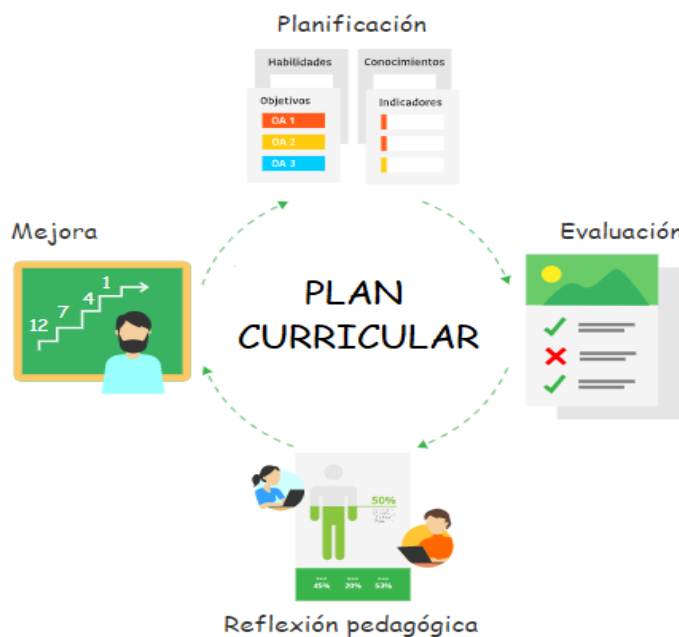 Planificación
Habilidades
Conocimientos
Objetivos
Indicadores
OA 1
OA 2
OA 3
Mejora
Evaluación
1
4
7
12
PLAN
CURRICULAR
50%
45% 20% 53%
Reflexión pedagógica